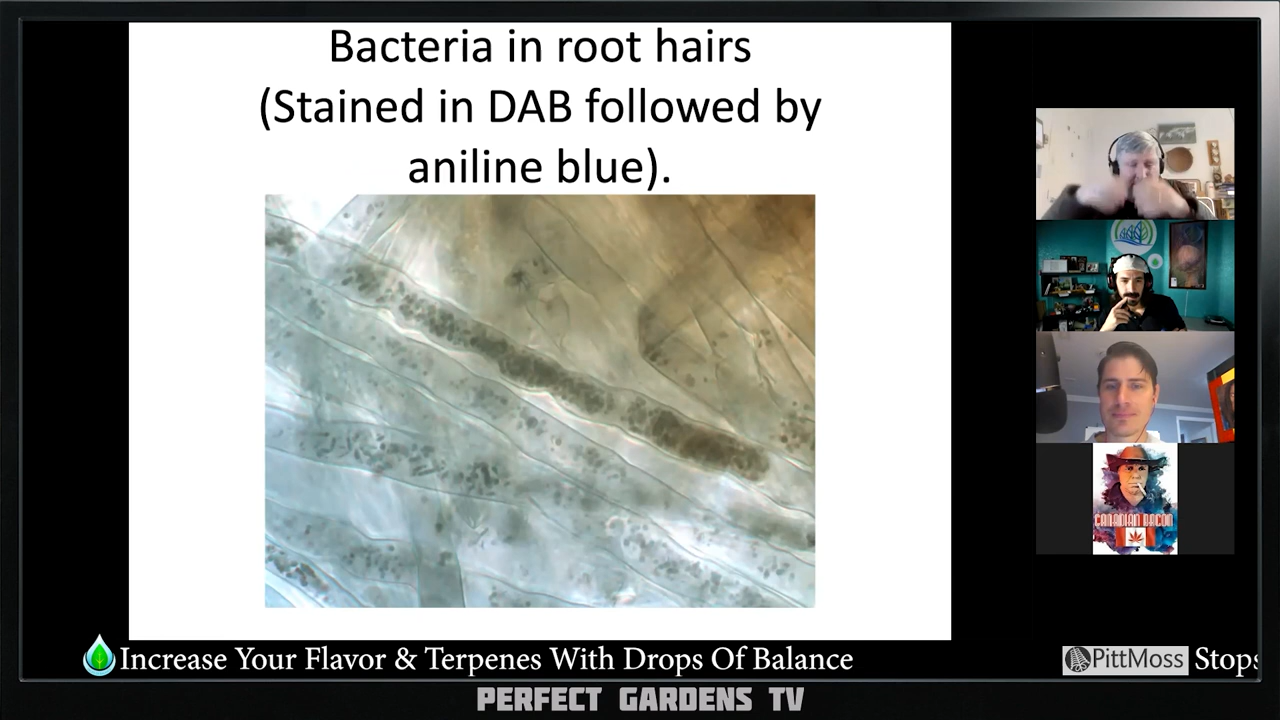 Bacteria in root hairs
(Stained in DAB followed by
aniline blue).
CANADIAN BACON
Increase Your Flavor & Terpenes With Drops Of Balance
PittMoss Stops
PERFECT GARDENS TV